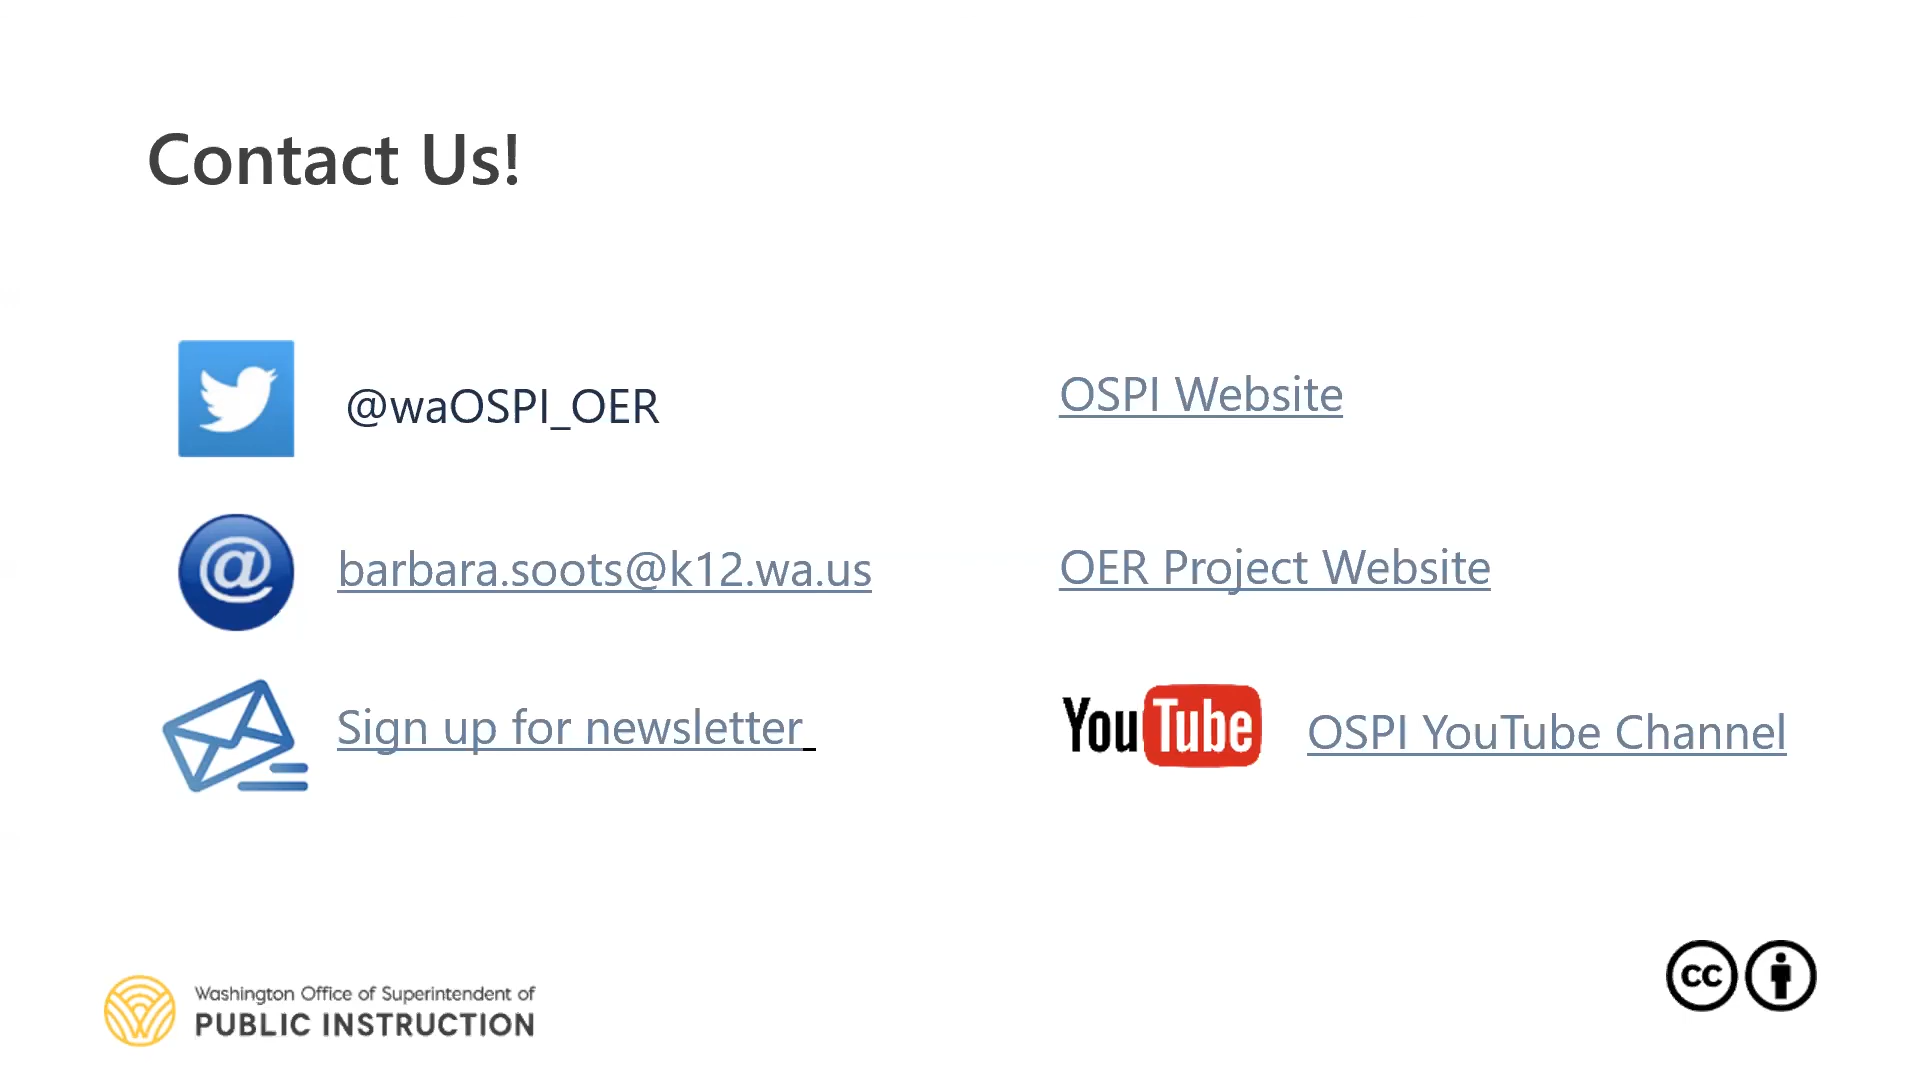 Contact Us!
@waOSPI_OER
barbara.soots@k12.wa.us
Sign up for newsletter
OSPI Website
OER Project Website
YouTube OSPI YouTube Channel
Washington Office of Superintendent of
PUBLIC INSTRUCTION
cc